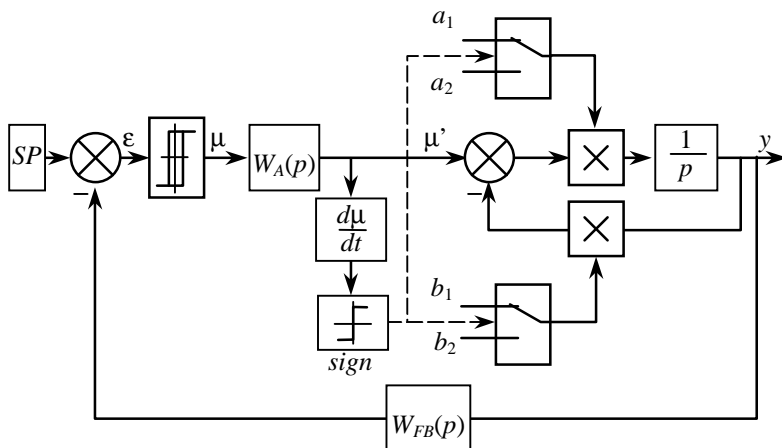 a1
a2
SP
ε
μ
WA(p)
μ'
1
p
y
−
−
dμ
dt
sign
b1
b2
WFB(p)